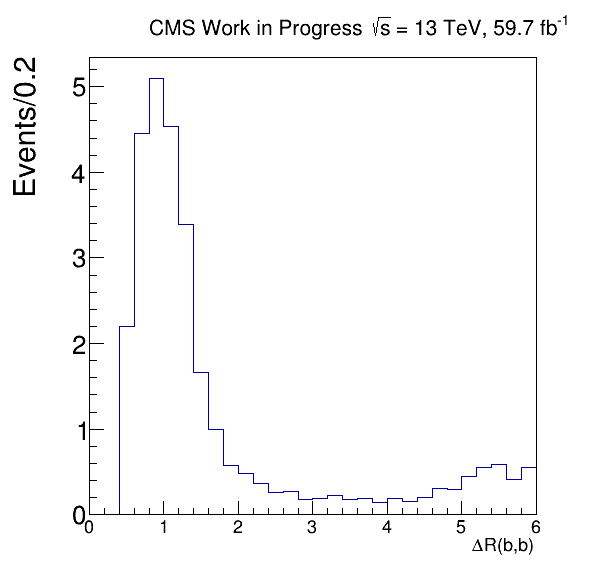 CMS Work in Progress √s = 13 TeV, 59.7 fb⁻¹
Events/0.2
5
4
3
2
1
0
0 1 2 3 4 5 6
ΔR(b,b)